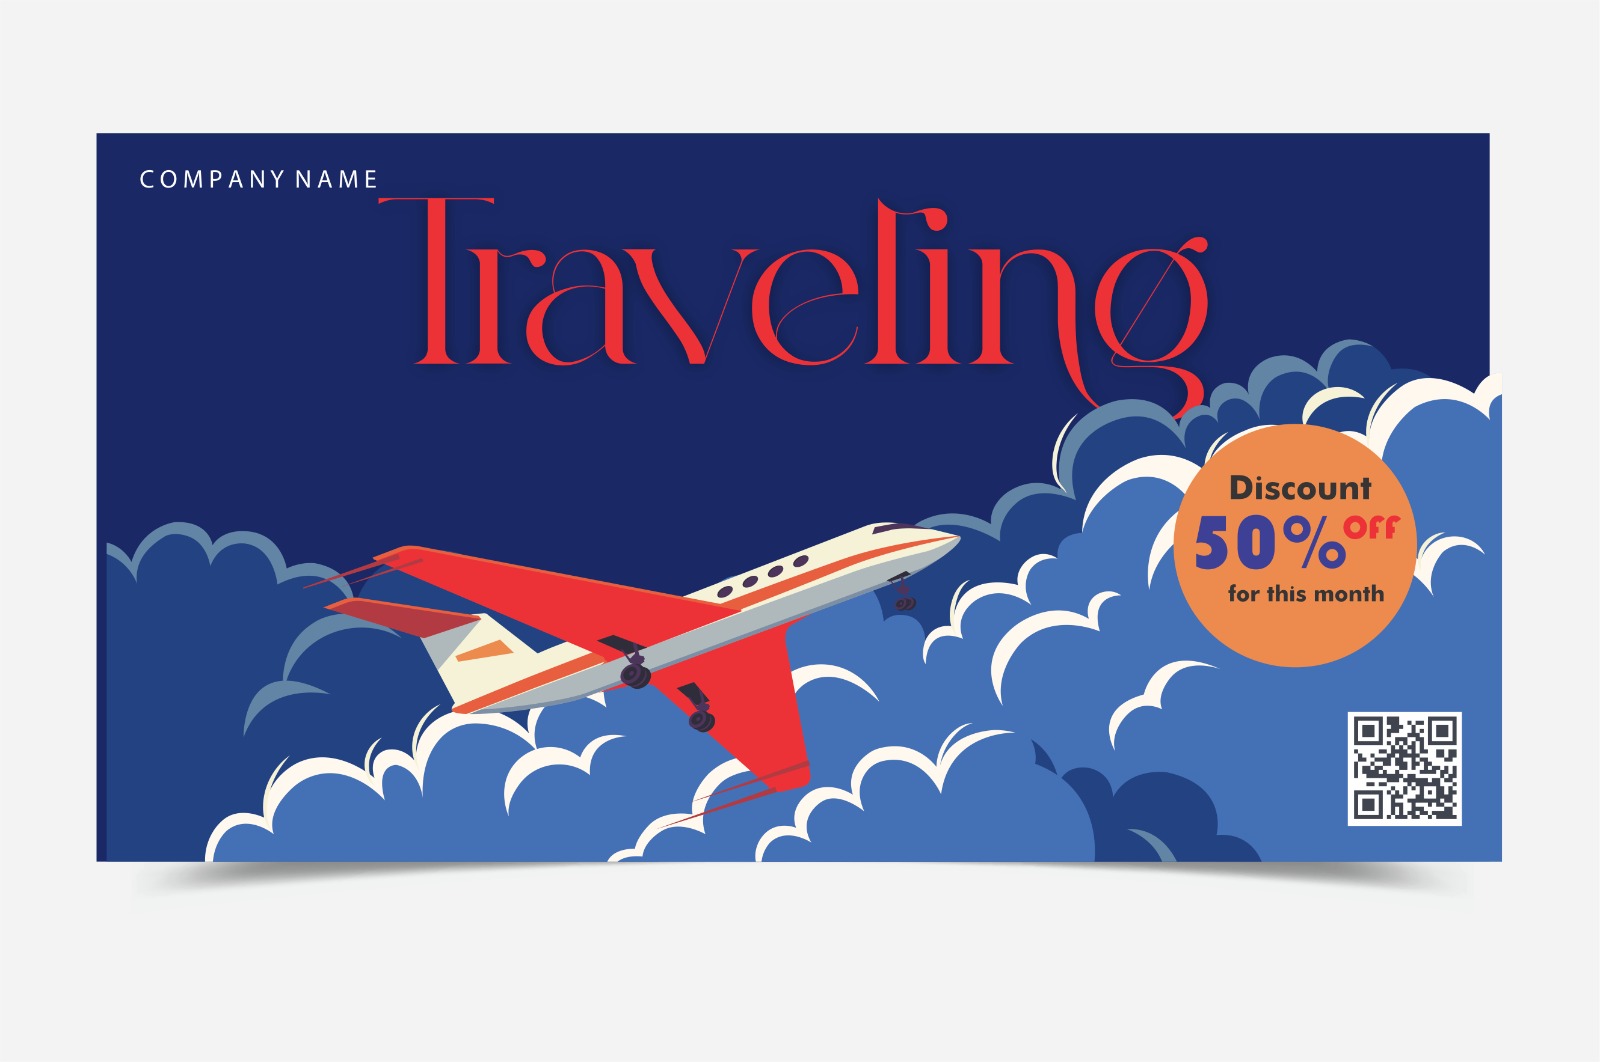 COMPANY NAME
Traveling
Discount
50% OFF
for this month